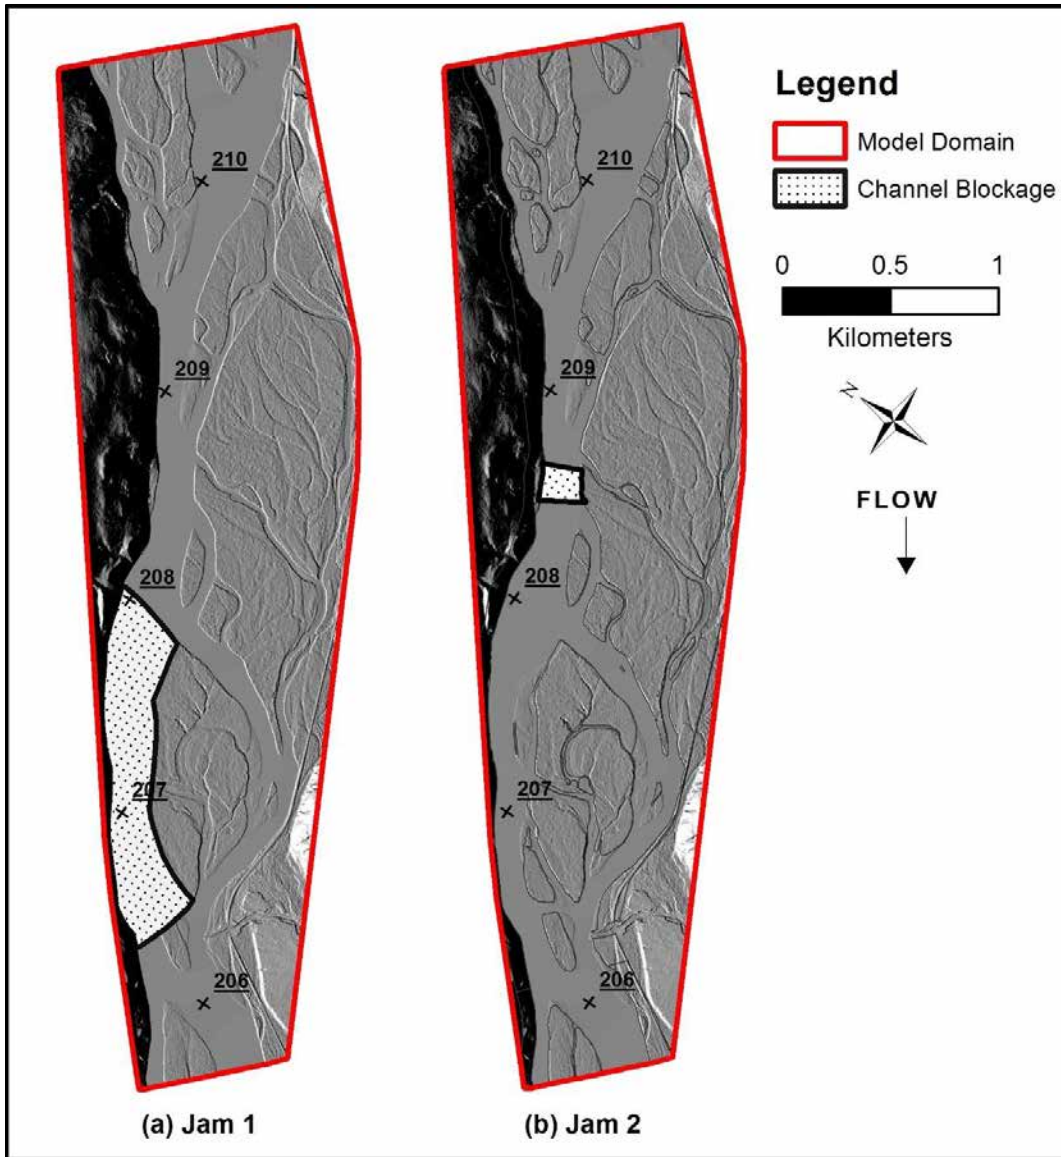 210
209
208
207
206
(a) Jam 1
210
209
208
207
206
(b) Jam 2
Legend
Model Domain
Channel Blockage
0 0.5 1
Kilometers
N
FLOW